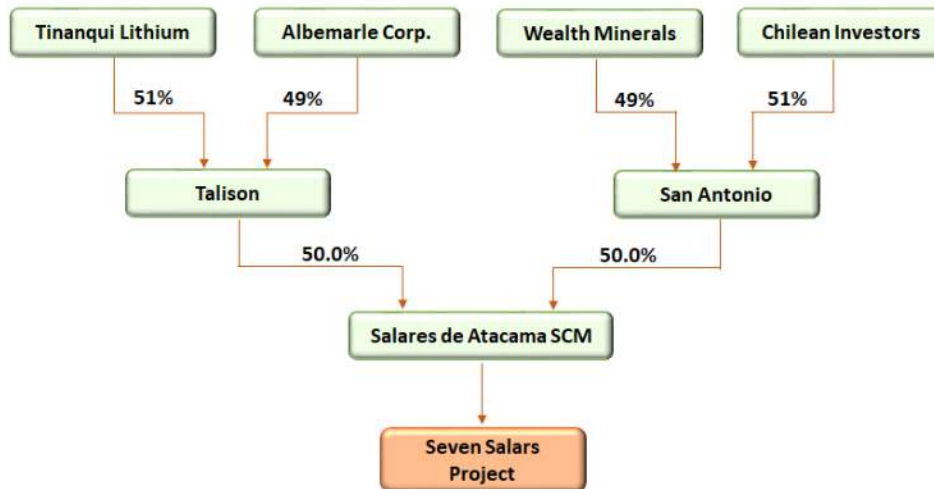 Tinanqui Lithium
Albemarle Corp.
Wealth Minerals
Chilean Investors
51%
49%
49%
51%
Talison
San Antonio
50.0%
50.0%
Salares de Atacama SCM
Seven Salars
Project